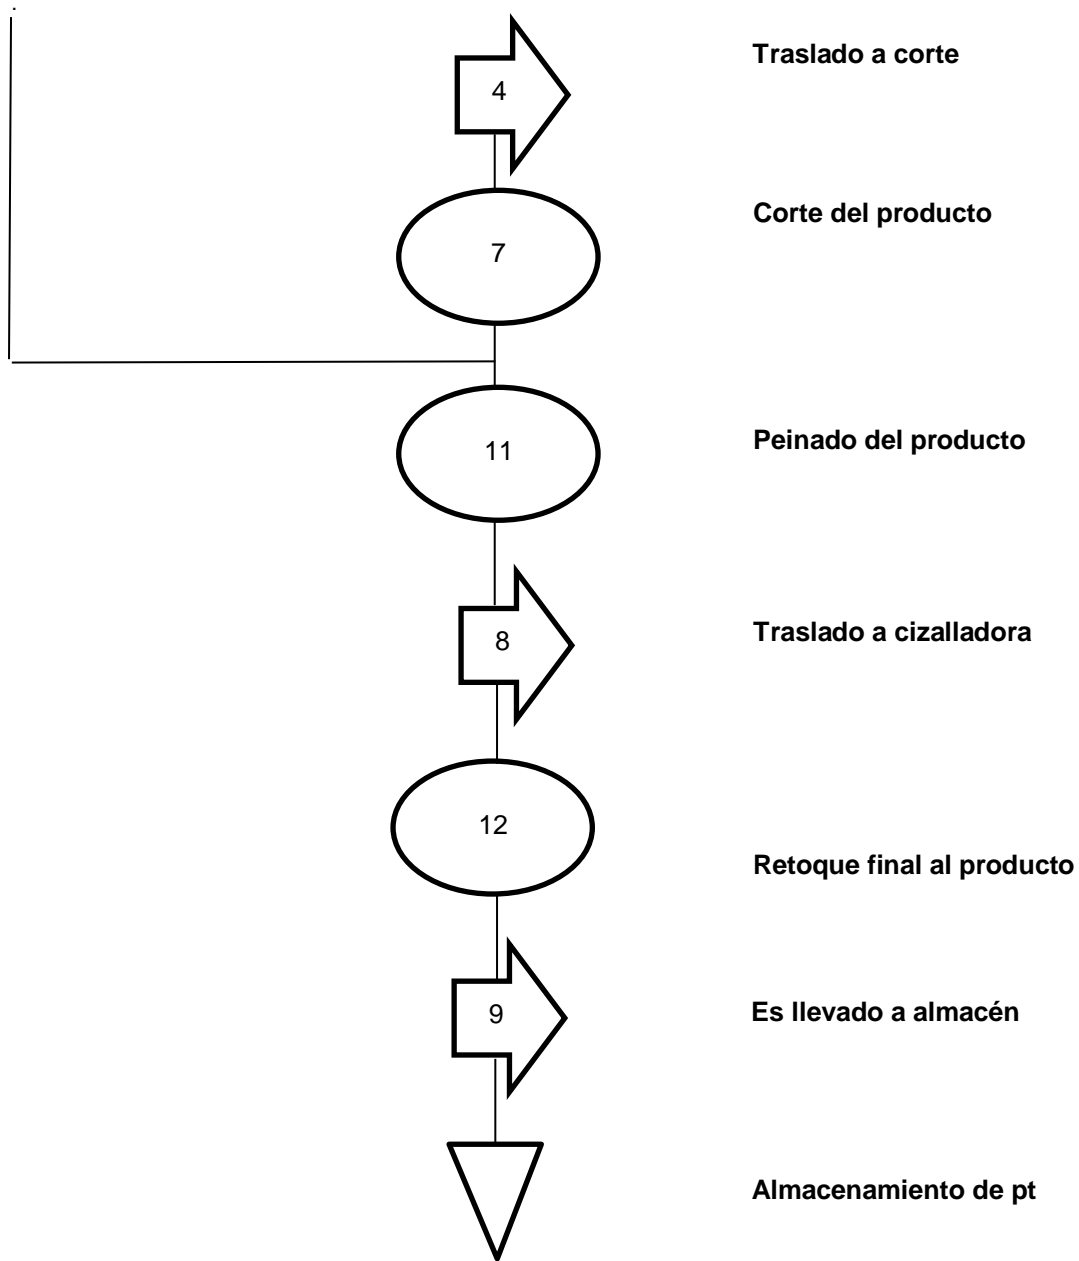 4
Traslado a corte
7
Corte del producto
11
Peinado del producto
8
Traslado a cizalladora
12
Retoque final al producto
9
Es llevado a almacén
Almacenamiento de pt